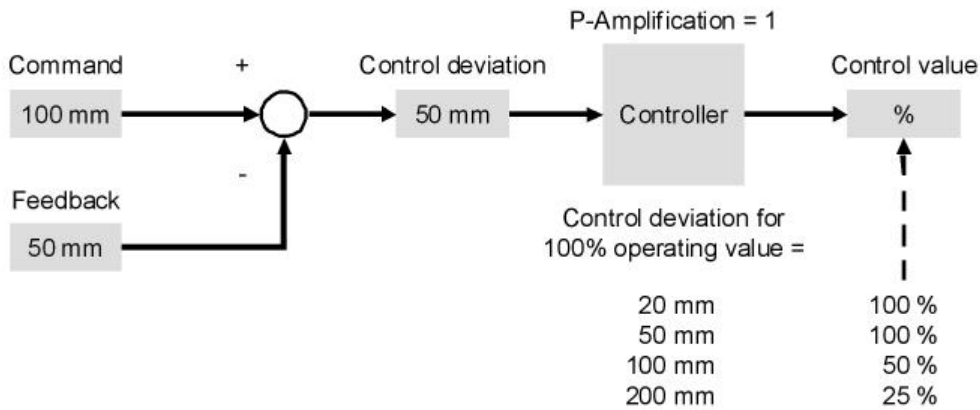 P-Amplification = 1
Command
+
Control deviation
Control value
100 mm
50 mm
Controller
%
-
Feedback
50 mm
Control deviation for
100% operating value =
20 mm 100 %
50 mm 100 %
100 mm 50 %
200 mm 25 %